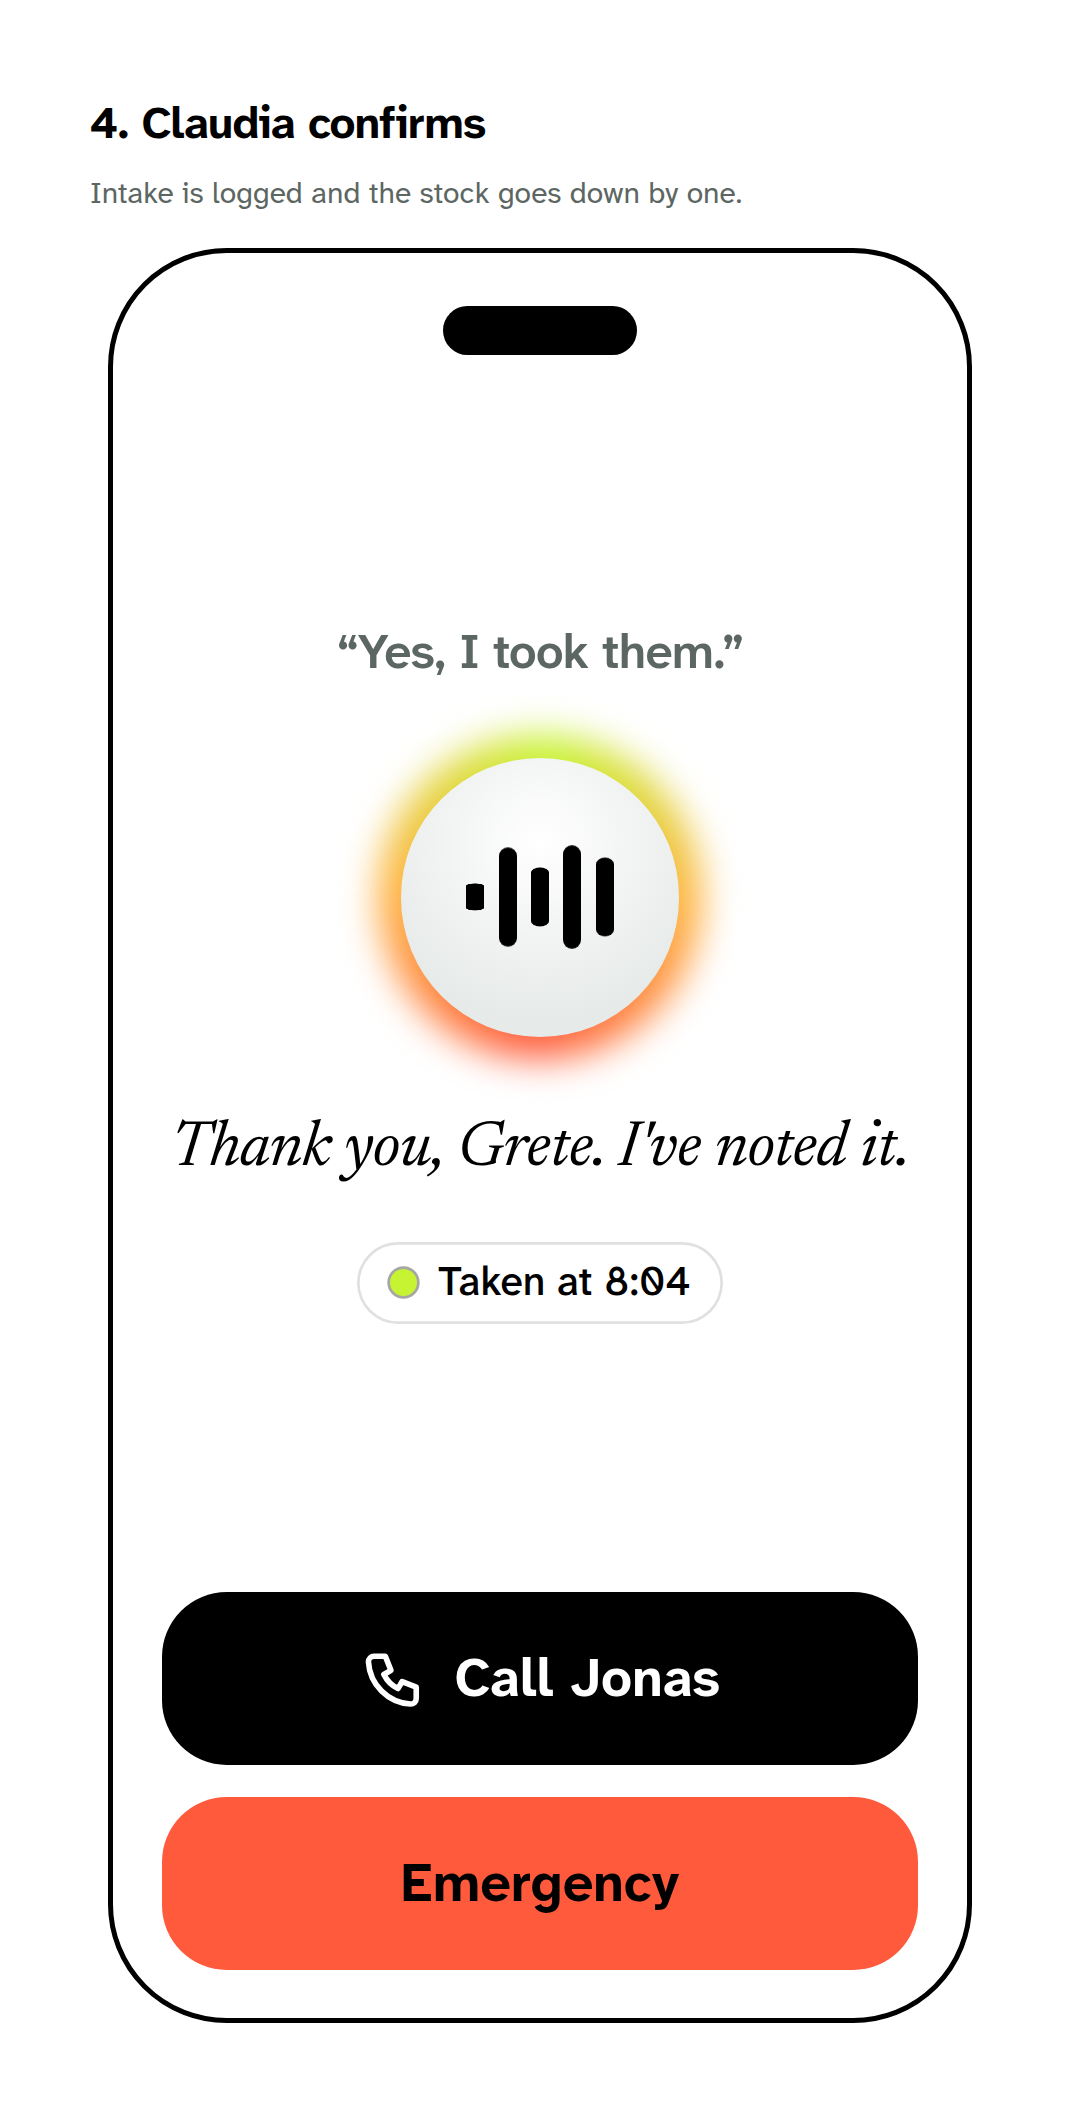 4. Claudia confirms
Intake is logged and the stock goes down by one.
“Yes, I took them.”
Thank you, Grete. I've noted it.
Taken at 8:04
Call Jonas
Emergency